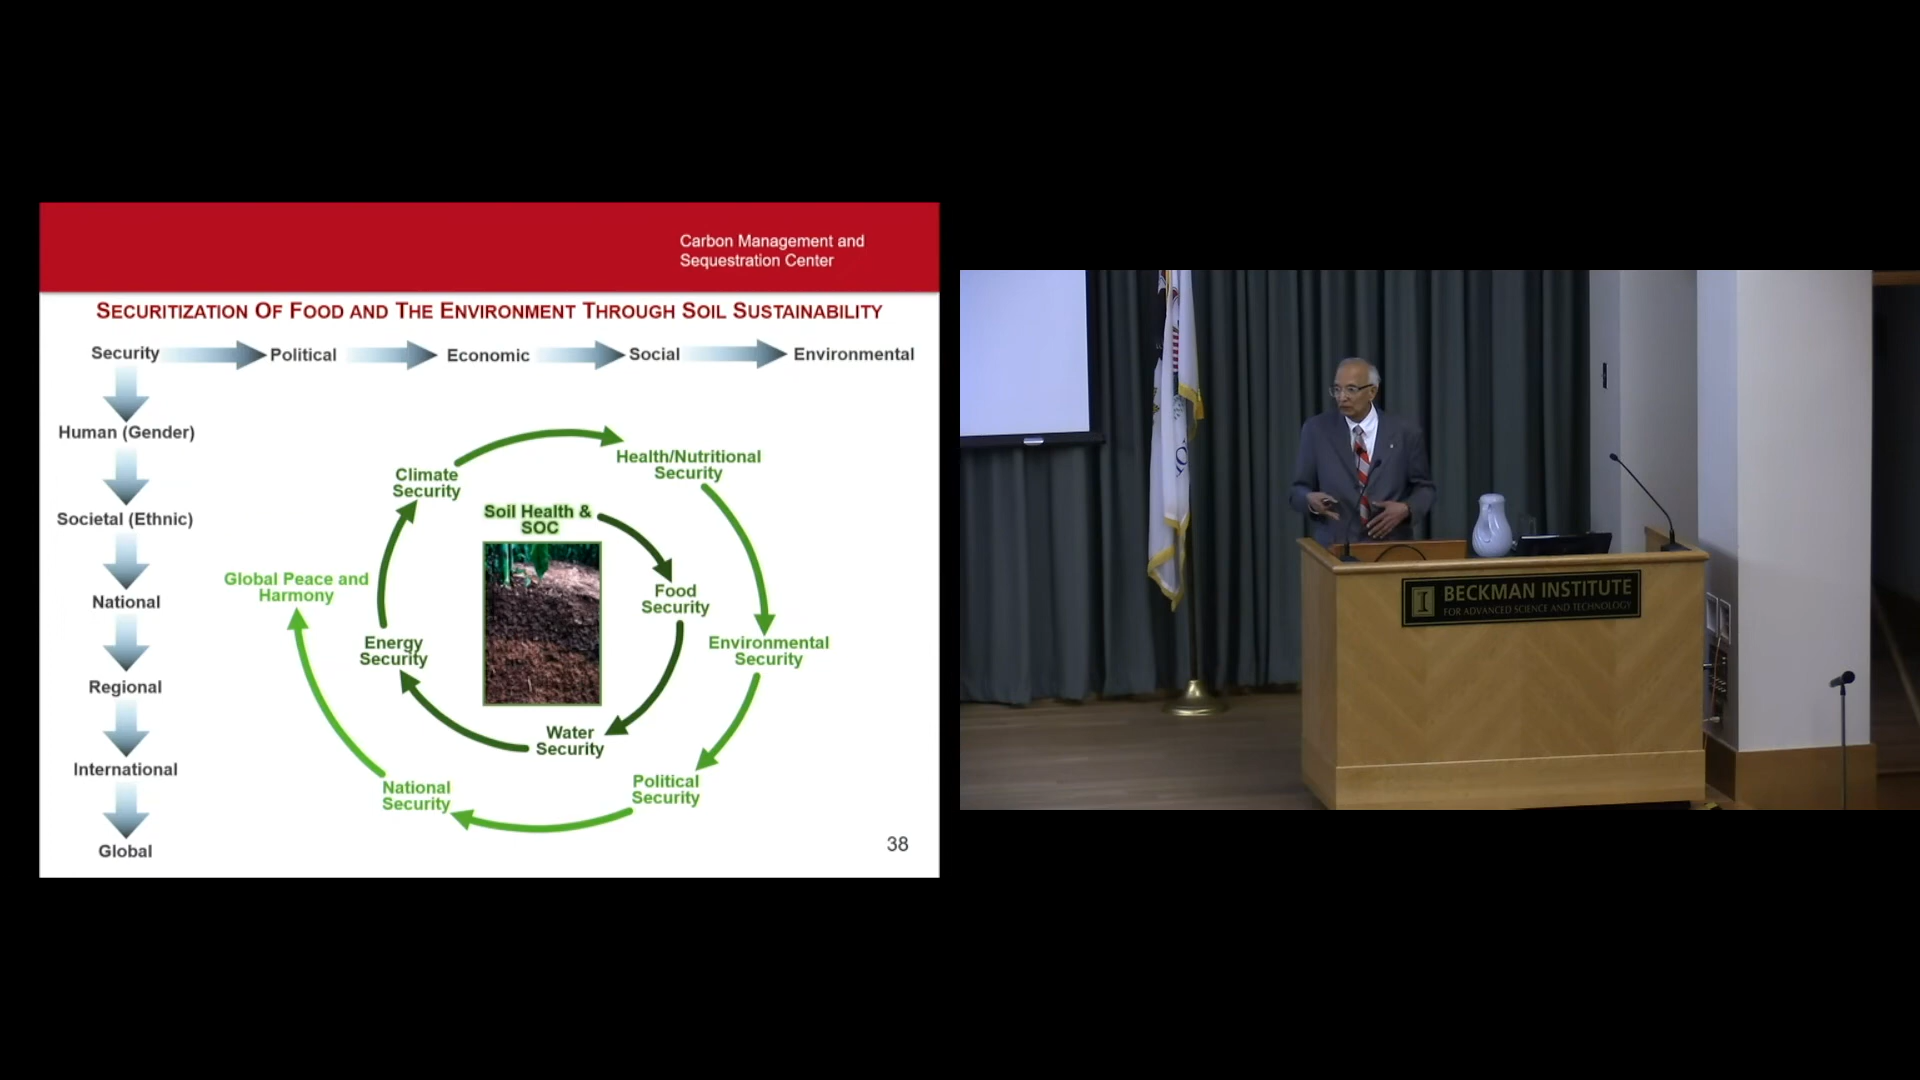 Carbon Management and
Sequestration Center
SECURITIZATION OF FOOD AND THE ENVIRONMENT THROUGH SOIL SUSTAINABILITY
Security
Political
Economic
Social
Environmental
Human (Gender)
Societal (Ethnic)
National
Regional
International
Global
Climate
Security
Health/Nutritional
Security
Soil Health &
SOC
Global Peace and
Harmony
Food
Security
Energy
Security
Environmental
Security
Water
Security
National
Security
Political
Security
38
I
BECKMAN INSTITUTE
FOR ADVANCED SCIENCE AND TECHNOLOGY